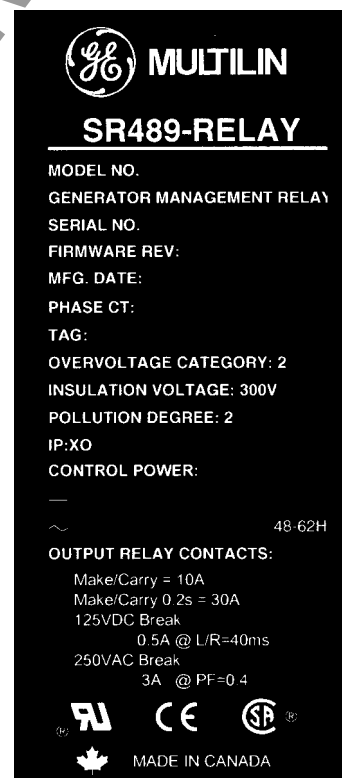 GE MULTILIN
SR489-RELAY
MODEL NO.
GENERATOR MANAGEMENT RELAY
SERIAL NO.
FIRMWARE REV:
MFG. DATE:
PHASE CT:
TAG:
OVERVOLTAGE CATEGORY: 2
INSULATION VOLTAGE: 300V
POLLUTION DEGREE: 2
IP:XO
CONTROL POWER:
—
~ 48-62H
OUTPUT RELAY CONTACTS:
Make/Carry = 10A
Make/Carry 0.2s = 30A
125VDC Break
0.5A @ L/R=40ms
250VAC Break
3A @ PF=0.4
® RU CE SA ®
MADE IN CANADA